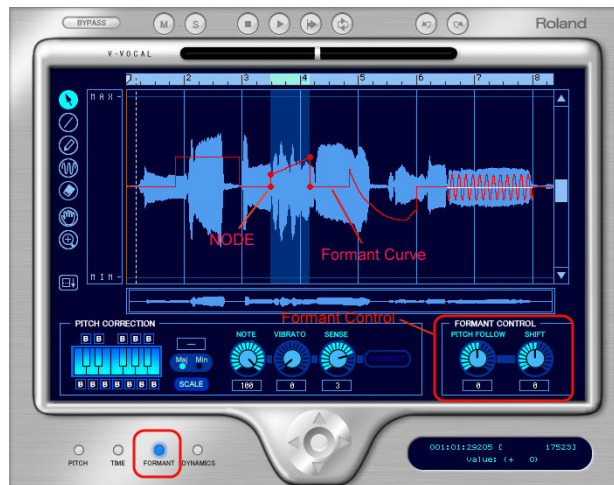 BYPASS M S Roland
V-VOCAL
1 2 3 4 5 6 7 8
MAX
NODE
Formant Curve
MIN
Formant Control
PITCH CORRECTION FORMANT CONTROL
B B B B B NOTE VIBRATO SENSE PITCH FOLLOW SHIFT
Maj Min
B B B B B B B SCALE 100 0 3 0 0
001:01:29205 [ 17523]
value: (+ 0)
PITCH TIME FORMANT DYNAMICS